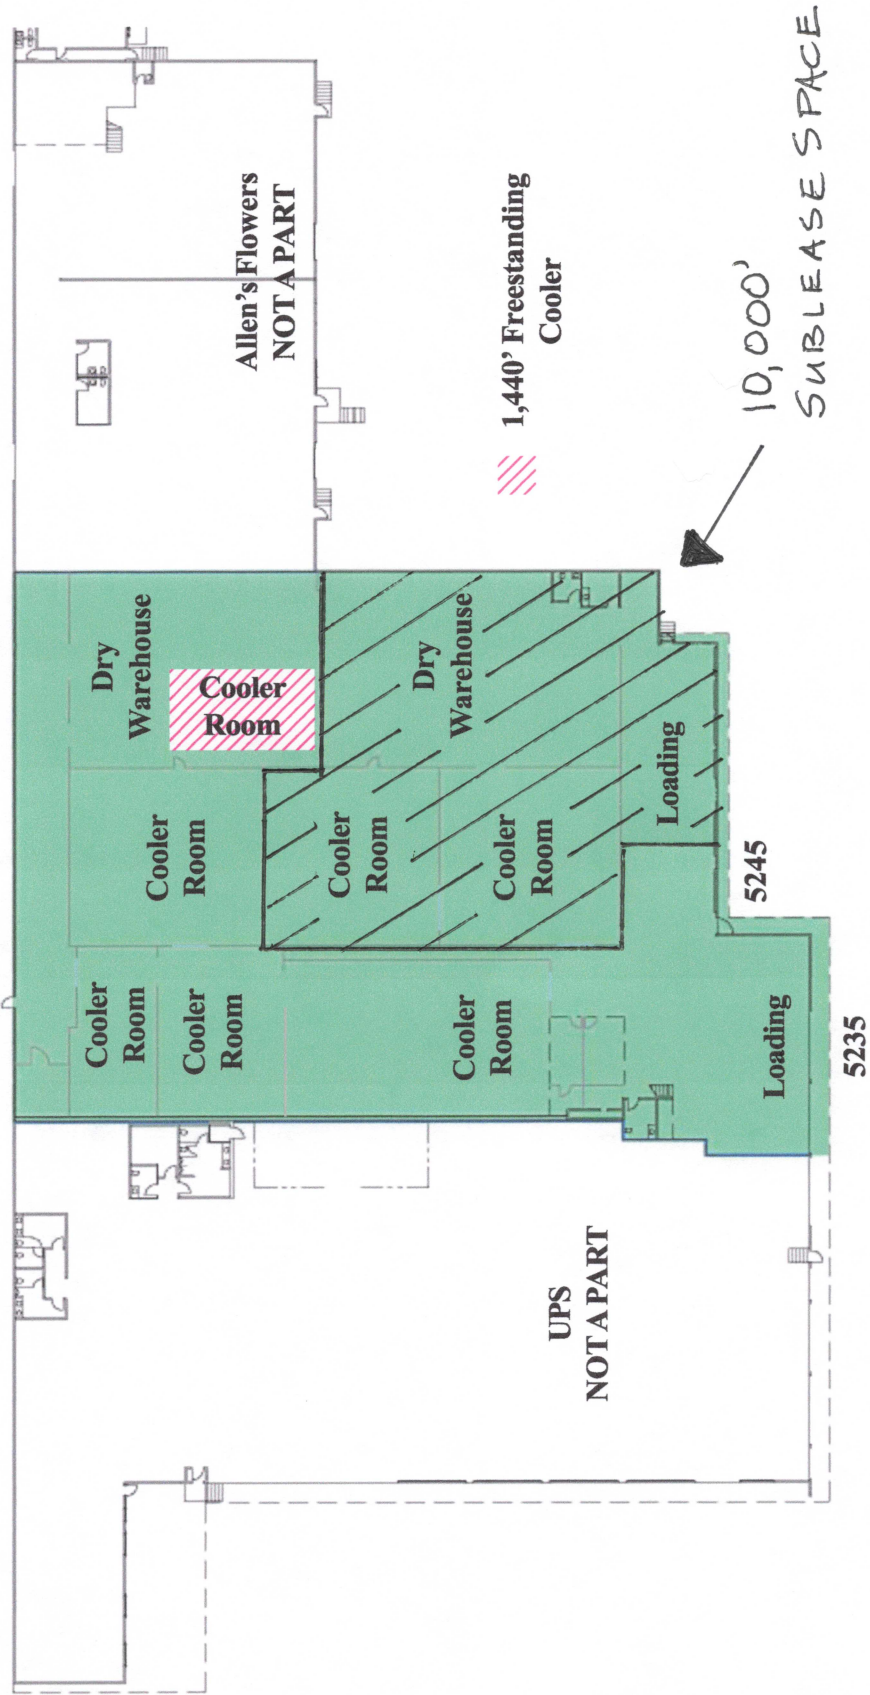 Cooler
Room
Dry
Warehouse
Cooler
Room
Cooler
Room
Cooler
Room
Allen's Flowers
NOT A PART
Cooler
Room
Dry
Warehouse
Cooler
Room
Cooler
Room
1,440' Freestanding
Cooler
UPS
NOT A PART
Loading
5245
10,000'
SUBLEASE SPACE
Loading
5235